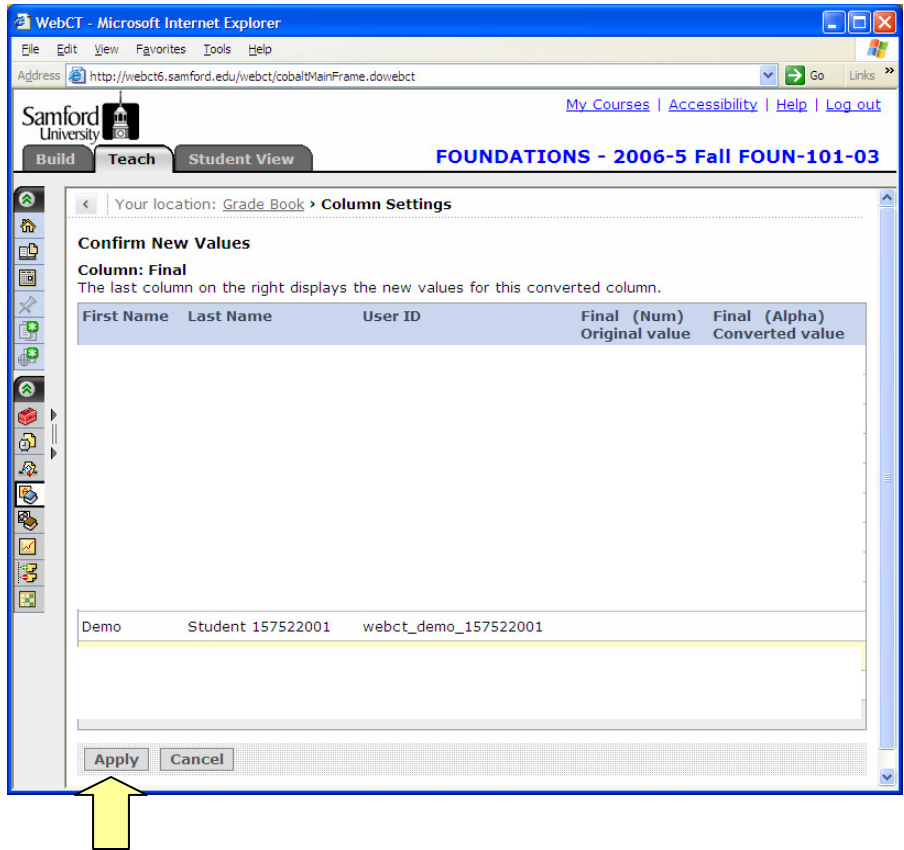 WebCT - Microsoft Internet Explorer
File Edit View Favorites Tools Help
Address http://webct6.samford.edu/webct/cobaltMainFrame.dowebct Go Links »
Samford
University
My Courses | Accessibility | Help | Log out
Build Teach Student View FOUNDATIONS - 2006-5 Fall FOUN-101-03
Your location: Grade Book › Column Settings
Confirm New Values
Column: Final
The last column on the right displays the new values for this converted column.
First Name Last Name User ID Final (Num) Final (Alpha)
Original value Converted value
Demo Student 157522001 webct_demo_157522001
Apply Cancel